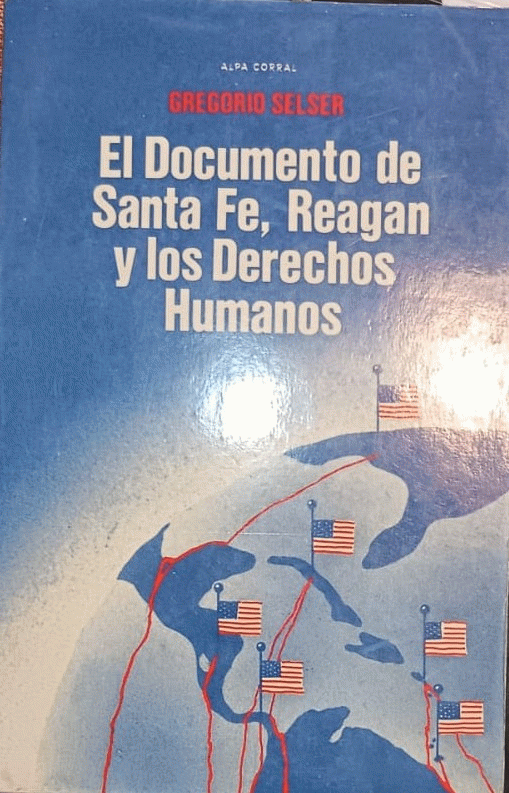 ALPA CORRAL
GREGORIO SELSER
El Documento de
Santa Fe, Reagan
y los Derechos
Humanos